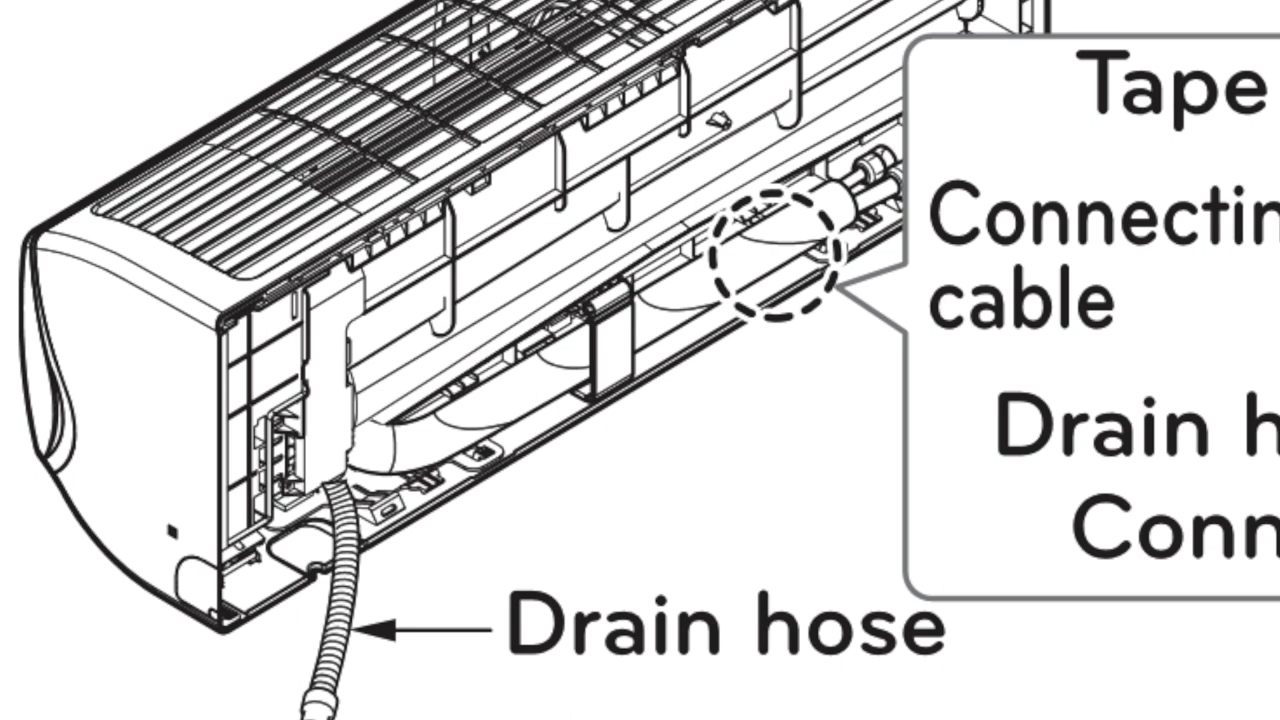 Tape
Connectin
cable
Drain h
Conn
Drain hose